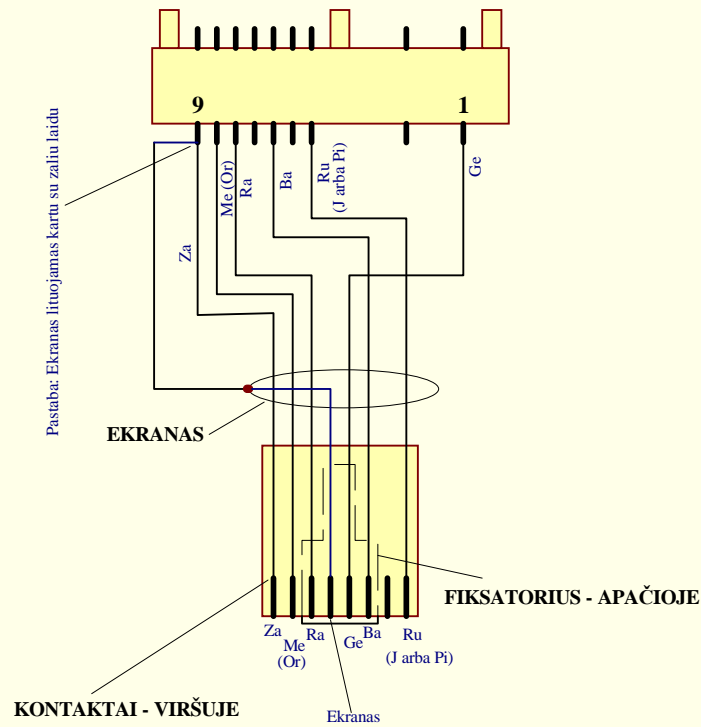 9
1
Pastaba: Ekranas lituojamas kartu su zaliu laidu
Za
Me (Or)
Ra
Ba
Ru
(J arba Pi)
Ge
EKRANAS
FIKSATORIUS - APAČIOJE
Za
Me
(Or)
Ra
Ge
Ba
Ru
(J arba Pi)
KONTAKTAI - VIRŠUJE
Ekranas